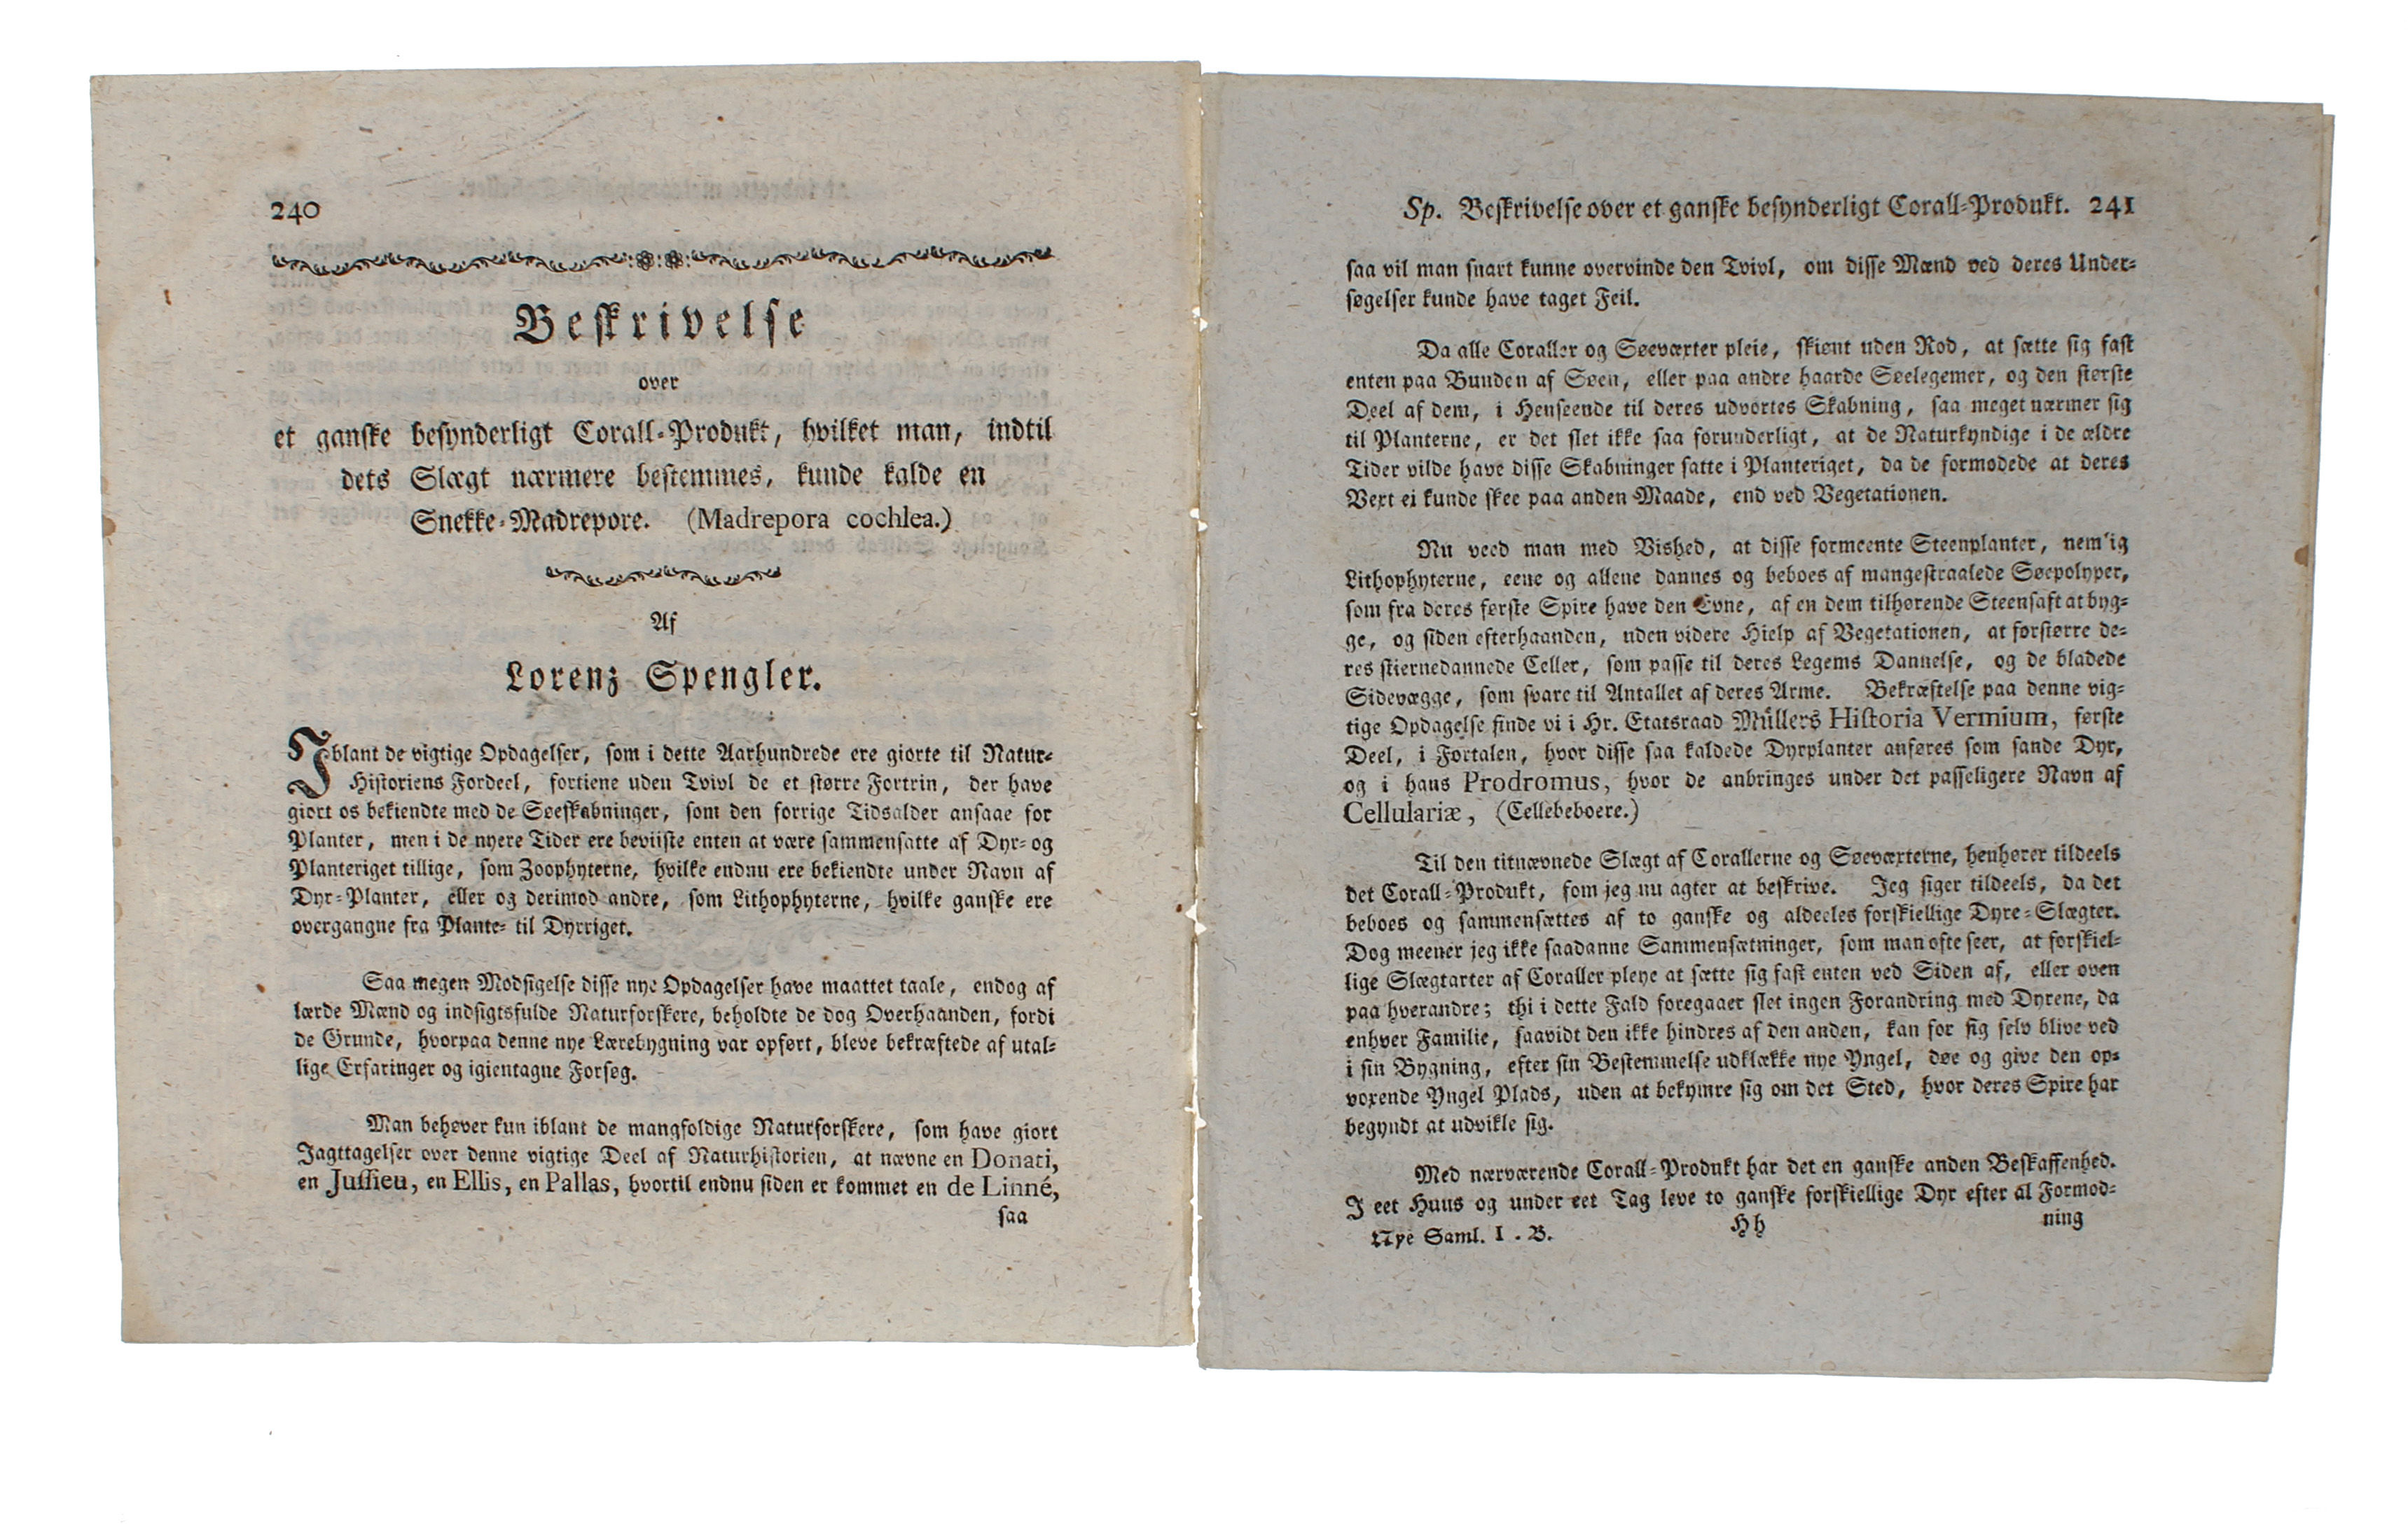 240
Beskrivelse
over
et ganske besynderligt Corall-Produkt, hvilket man, indtil
dets Slægt nærmere bestemmes, kunde kalde en
Snekke-Madrepore. (Madrepora cochlea.)
Af
Lorenz Spengler.
Iblant de vigtige Opdagelser, som i dette Aarhundrede ere giorte til Natur-
Historiens Fordeel, fortiene uden Tvivl de et større Fortrin, der have
giort os bekiendte med de Søeskabninger, som den forrige Tidsalder ansaae for
Planter, men i de nyere Tider ere beviiste enten at være sammensatte af Dyr- og
Planteriget tillige, som Zoophyterne, hvilke endnu ere bekiendte under Navn af
Dyr-Planter, eller og derimod andre, som Lithophyterne, hvilke ganske ere
overgangne fra Plante- til Dyrriget.
Saa megen Modsigelse disse nye Opdagelser have maattet taale, endog af
lærde Mænd og indsigtsfulde Naturforskere, beholdte de dog Overhaanden, fordi
de Grunde, hvorpaa denne nye Lærebygning var opført, bleve bekræftede af utal-
lige Erfaringer og igientagne Forsøg.
Man behøver kun iblant de mangfoldige Naturforskere, som have giort
Jagttagelser over denne vigtige Deel af Naturhistorien, at nævne en Donati,
en Jussieu, en Ellis, en Pallas, hvortil endnu siden er kommet en de Linné,
saa
Sp. Beskrivelse over et ganske besynderligt Corall-Produkt. 241
saa vil man snart kunne overvinde den Tvivl, om disse Mænd ved deres Under-
søgelser kunde have taget Feil.
Da alle Coraller og Søevæxter pleie, skiønt uden Rod, at sætte sig fast
enten paa Bunden af Søen, eller paa andre haarde Søelegemer, og den største
Deel af dem, i Henseende til deres udvortes Skabning, saa meget nærmer sig
til Planterne, er det slet ikke saa forunderligt, at de Naturkyndige i de ældre
Tider vilde have disse Skabninger satte i Planteriget, da de formodede at deres
Vext ei kunde skee paa anden Maade, end ved Vegetationen.
Nu veed man med Vished, at disse formeente Steenplanter, nemlig
Lithophyterne, eene og allene dannes og beboes af mangestraalede Søepolyper,
som fra deres første Spire have den Evne, af en dem tilhørende Steensaft at byg-
ge, og siden efterhaanden, uden videre Hielp af Vegetationen, at forstørre de-
res stiernedannede Celler, som passe til deres Legems Dannelse, og de bladede
Sidevægge, som svare til Antallet af deres Arme. Bekræftelse paa denne vig-
tige Opdagelse finde vi i Hr. Etatsraad Müllers Historia Vermium, første
Deel, i Fortalen, hvor disse saa kaldede Dyrplanter anføres som sande Dyr,
og i hans Prodromus, hvor de anbringes under det passeligere Navn af
Cellulariæ, (Cellebeboere.)
Til den titnævnede Slægt af Corallerne og Søevæxterne, henhører tildeels
det Corall-Produkt, som jeg nu agter at beskrive. Jeg siger tildeels, da det
beboes og sammensættes af to ganske og aldeeles forskiellige Dyre-Slægter.
Dog meener jeg ikke saadanne Sammensætninger, som man ofte seer, at forskiel-
lige Slægtarter af Coraller pleye at sætte sig fast enten ved Siden af, eller oven
paa hverandre; thi i dette Fald foregaaer slet ingen Forandring med Dyrene, da
enhver Familie, saavidt den ikke hindres af den anden, kan for sig selv blive ved
i sin Bygning, efter sin Bestemmelse udklække nye Yngel, døe og give den op-
voxende Yngel Plads, uden at bekymre sig om det Sted, hvor deres Spire har
begyndt at udvikle sig.
Med nærværende Corall-Produkt har det en ganske anden Beskaffenhed.
I eet Huus og under eet Tag leve to ganske forskiellige Dyr efter al Formod-
Nye Saml. I. B. Hh ning